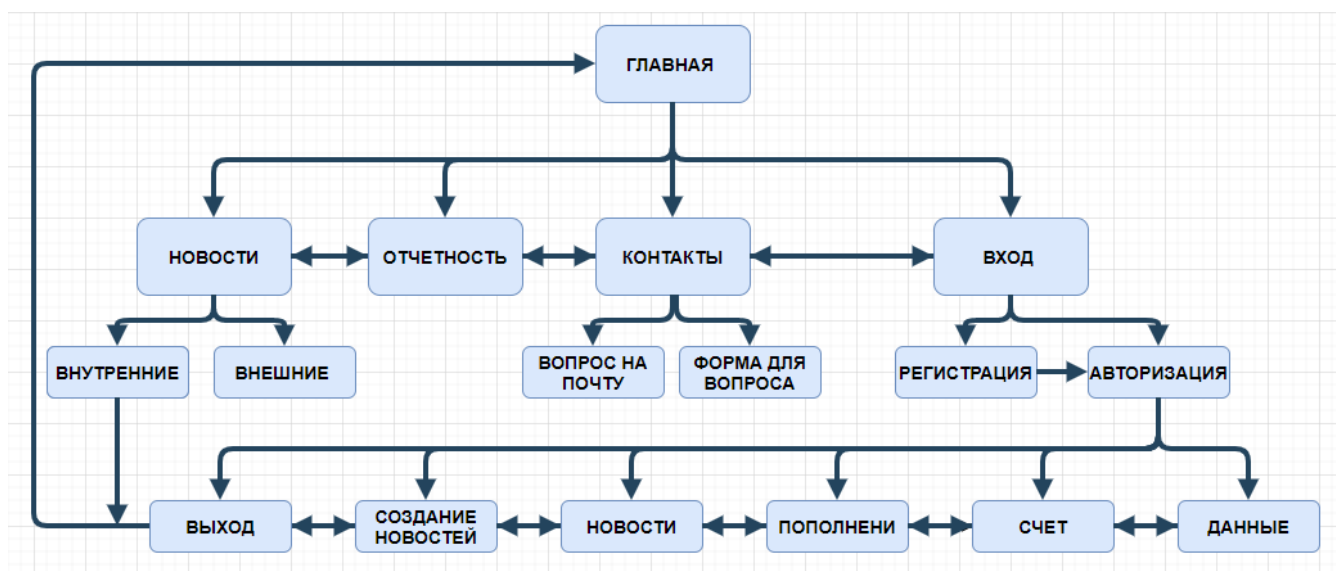 ГЛАВНАЯ
НОВОСТИ
ОТЧЕТНОСТЬ
КОНТАКТЫ
ВХОД
ВНУТРЕННИЕ
ВНЕШНИЕ
ВОПРОС НА
ПОЧТУ
ФОРМА ДЛЯ
ВОПРОСА
РЕГИСТРАЦИЯ
АВТОРИЗАЦИЯ
ВЫХОД
СОЗДАНИЕ
НОВОСТЕЙ
НОВОСТИ
ПОПОЛНЕНИ
СЧЕТ
ДАННЫЕ